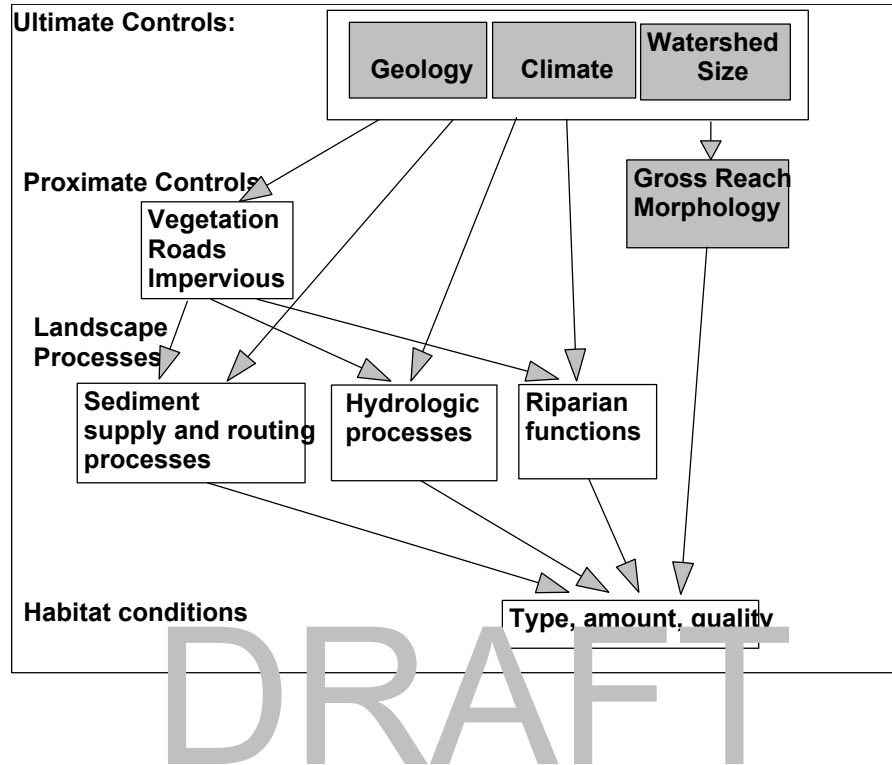 Ultimate Controls:
Geology
Climate
Watershed
Size
Proximate Controls
Gross Reach
Morphology
Vegetation
Roads
Impervious
Landscape
Processes
Sediment
supply and routing
processes
Hydrologic
processes
Riparian
functions
Habitat conditions
Type, amount, quality
DRAFT